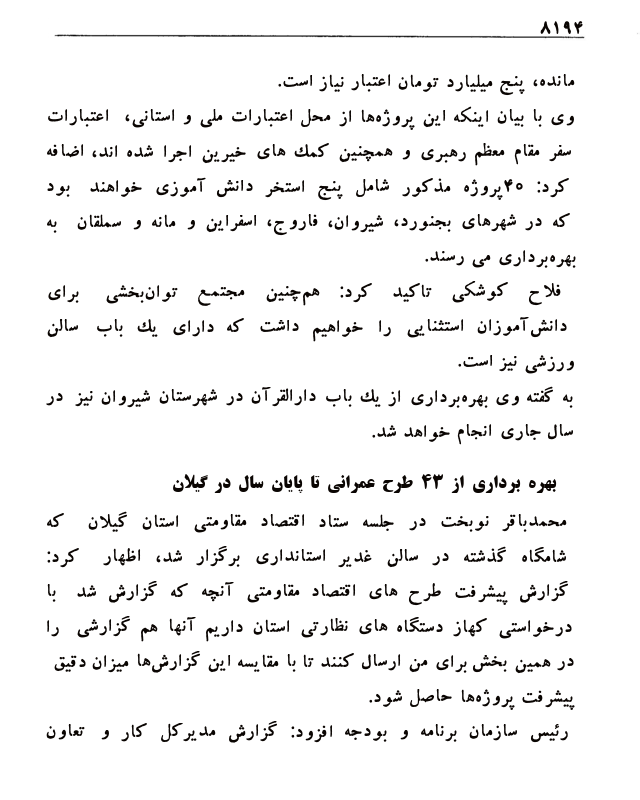 ۸۱۹۴
مانده، پنج میلیارد تومان اعتبار نیاز است.
وی با بیان اینکه این پروژه‌ها از محل اعتبارات ملی و استانی، اعتبارات
سفر مقام معظم رهبری و همچنین کمك های خیرین اجرا شده اند، اضافه
کرد: ۴۰پروژه مذکور شامل پنج استخر دانش آموزی خواهند بود
که در شهرهای بجنورد، شیروان، فاروج، اسفراین و مانه و سملقان به
بهره‌برداری می رسند.
فلاح کوشکی تاکید کرد: هم‌چنین مجتمع توان‌بخشی برای
دانش‌آموزان استثنایی را خواهیم داشت که دارای یك باب سالن
ورزشی نیز است.
به گفته وی بهره‌برداری از یك باب دارالقرآن در شهرستان شیروان نیز در
سال جاری انجام خواهد شد.
بهره برداری از ۴۳ طرح عمرانی تا پایان سال در گیلان
محمدباقر نوبخت در جلسه ستاد اقتصاد مقاومتی استان گیلان که
شامگاه گذشته در سالن غدیر استانداری برگزار شد، اظهار کرد:
گزارش پیشرفت طرح های اقتصاد مقاومتی آنچه که گزارش شد با
درخواستی کهاز دستگاه های نظارتی استان داریم آنها هم گزارشی را
در همین بخش برای من ارسال کنند تا با مقایسه این گزارش‌ها میزان دقیق
پیشرفت پروژه‌ها حاصل شود.
رئیس سازمان برنامه و بودجه افزود: گزارش مدیرکل کار و تعاون